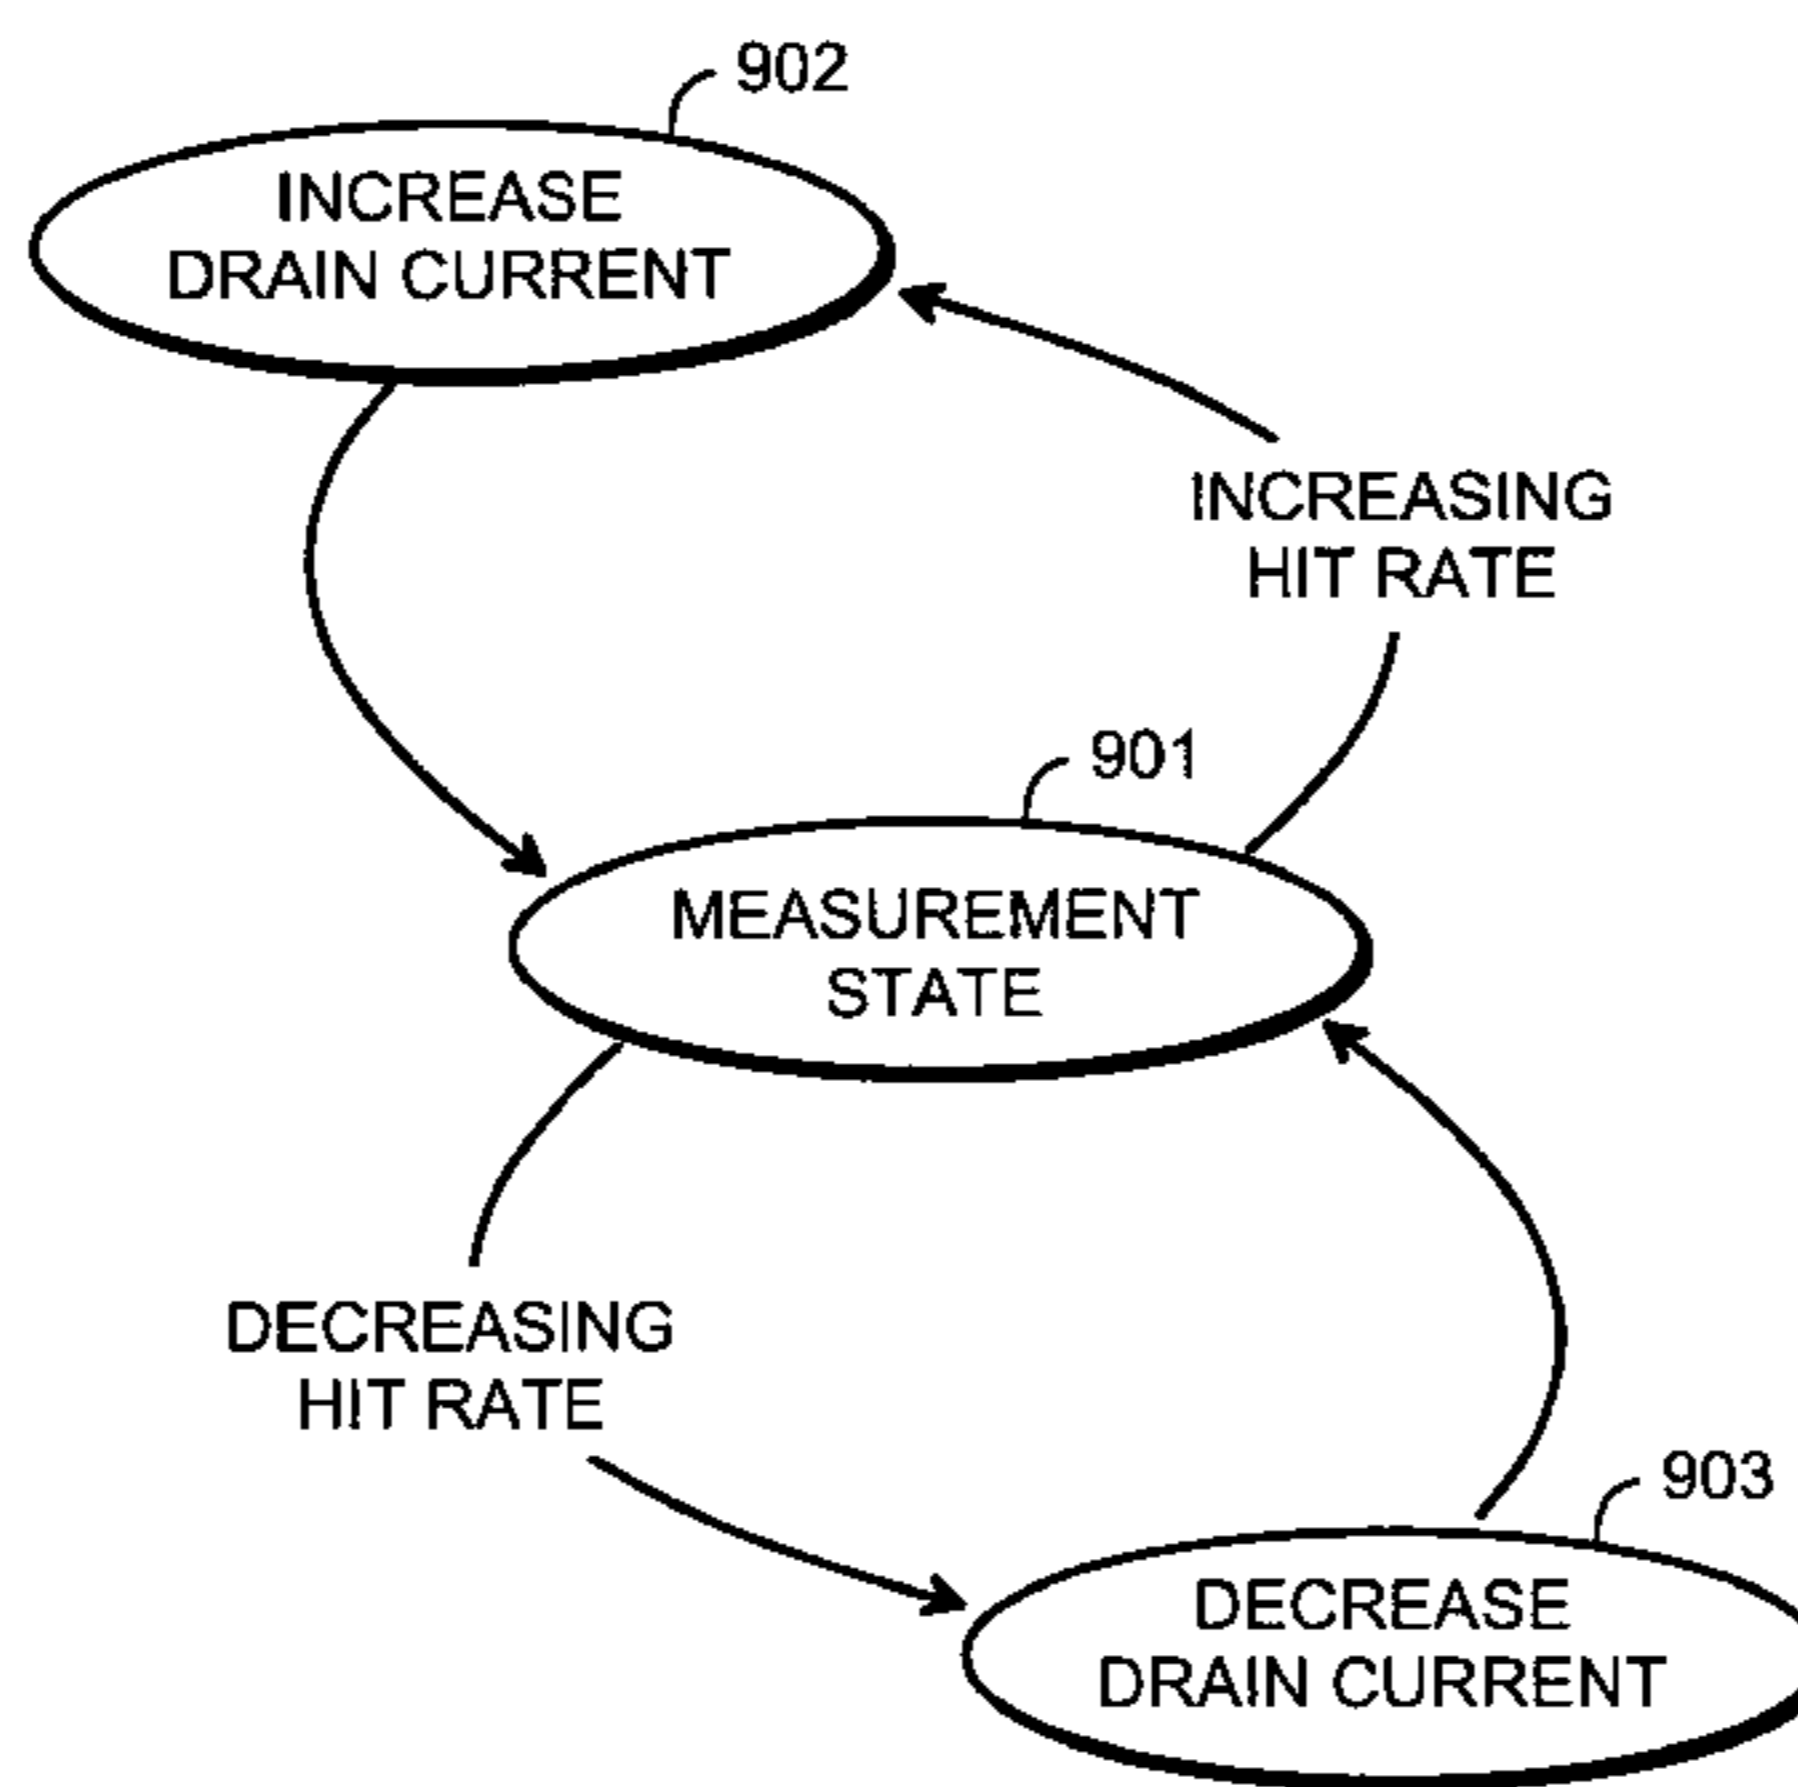 902
INCREASE
DRAIN CURRENT
INCREASING
HIT RATE
901
MEASUREMENT
STATE
DECREASING
HIT RATE
903
DECREASE
DRAIN CURRENT